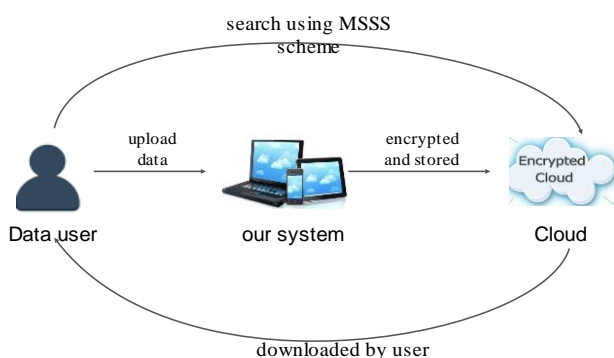 search using MSSS
scheme
upload
data
encrypted
and stored
Encrypted
Cloud
Data user
our system
Cloud
downloaded by user